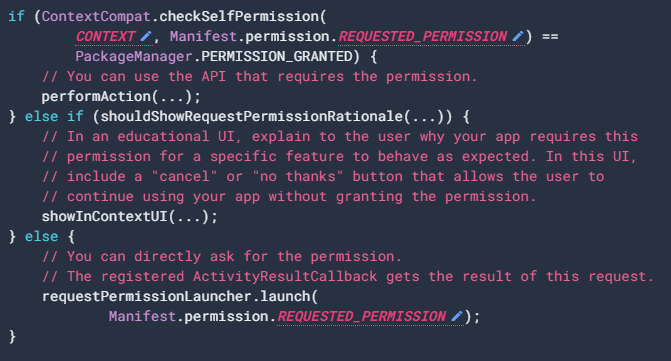 if (ContextCompat.checkSelfPermission(
CONTEXT, Manifest.permission.REQUESTED_PERMISSION) ==
PackageManager.PERMISSION_GRANTED) {
// You can use the API that requires the permission.
performAction(...);
} else if (shouldShowRequestPermissionRationale(...)) {
// In an educational UI, explain to the user why your app requires this
// permission for a specific feature to behave as expected. In this UI,
// include a "cancel" or "no thanks" button that allows the user to
// continue using your app without granting the permission.
showInContextUI(...);
} else {
// You can directly ask for the permission.
// The registered ActivityResultCallback gets the result of this request.
requestPermissionLauncher.launch(
Manifest.permission.REQUESTED_PERMISSION);
}